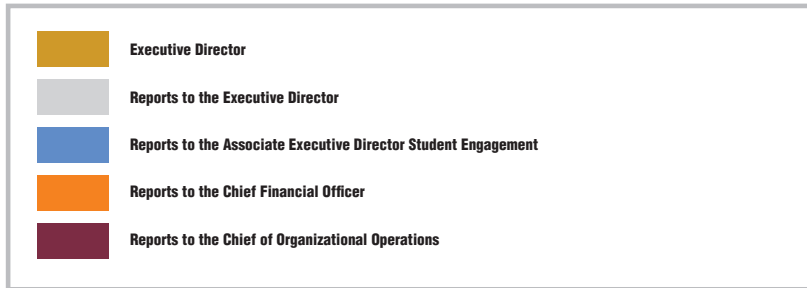 Executive Director
Reports to the Executive Director
Reports to the Associate Executive Director Student Engagement
Reports to the Chief Financial Officer
Reports to the Chief of Organizational Operations